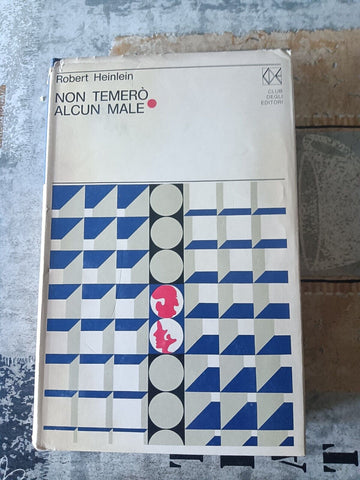 Robert Heinlein
NON TEMERÒ
ALCUN MALE
CLUB
DEGLI
EDITORI